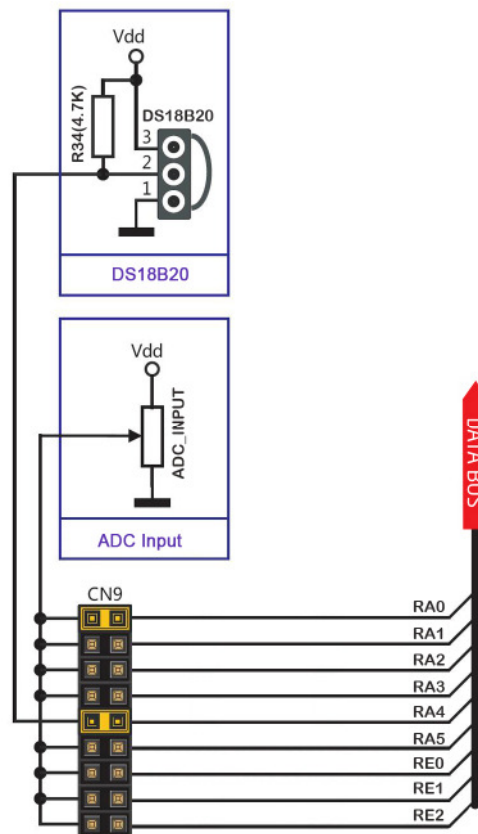 Vdd
R34(4.7K)
DS18B20
3
2
1
DS18B20
Vdd
ADC_INPUT
ADC Input
DATA BUS
CN9
RA0
RA1
RA2
RA3
RA4
RA5
RE0
RE1
RE2